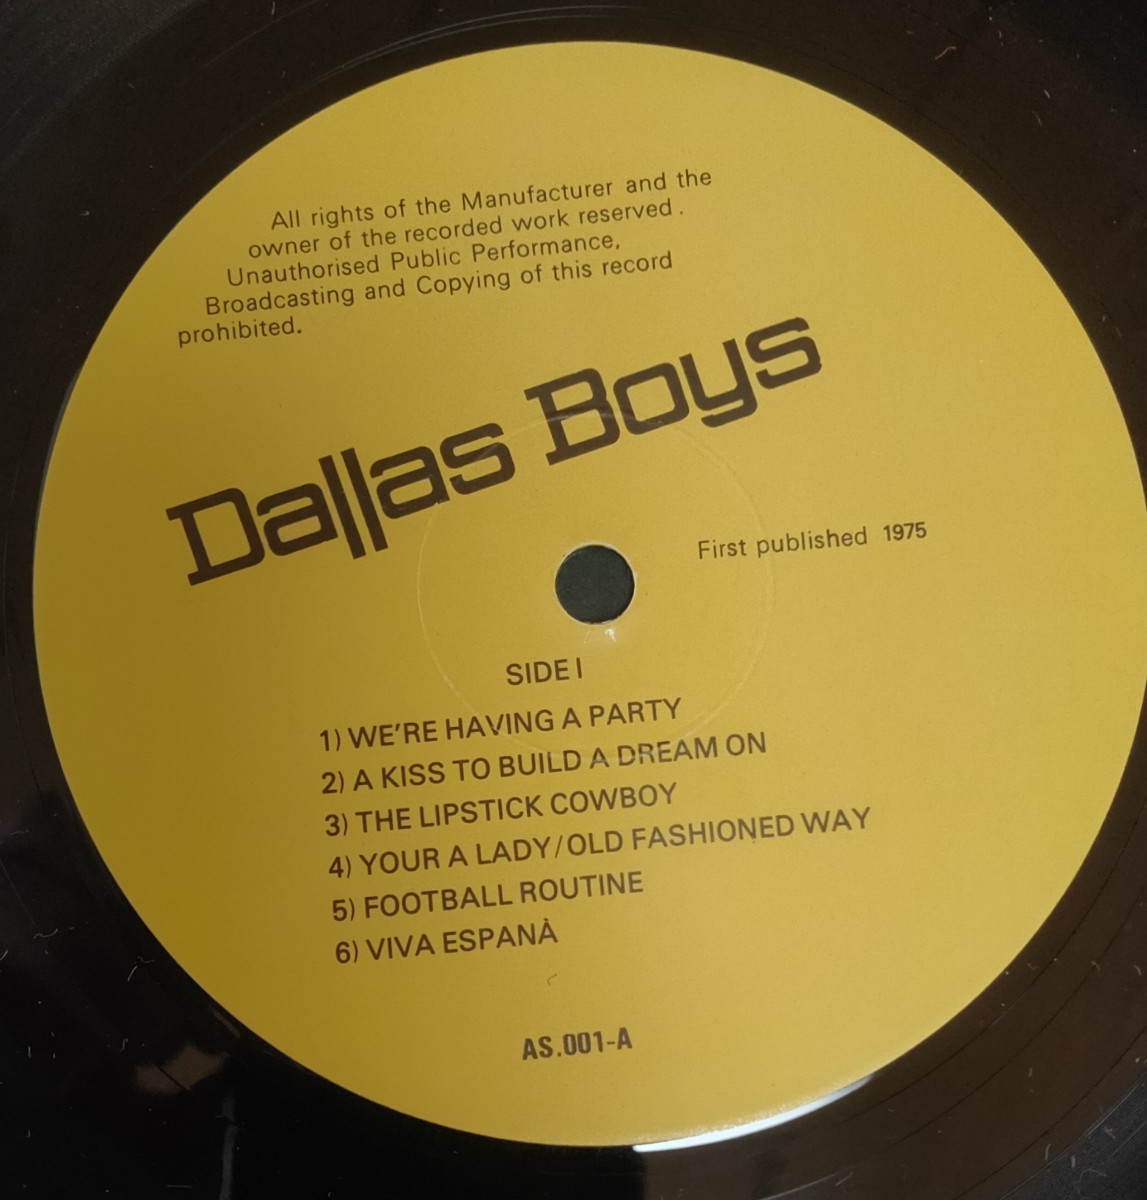 All rights of the Manufacturer and the
owner of the recorded work reserved .
Unauthorised Public Performance,
Broadcasting and Copying of this record
prohibited.
Dallas Boys
First published 1975
SIDE I
1) WE'RE HAVING A PARTY
2) A KISS TO BUILD A DREAM ON
3) THE LIPSTICK COWBOY
4) YOUR A LADY/OLD FASHIONED WAY
5) FOOTBALL ROUTINE
6) VIVA ESPANȦ
AS.001-A